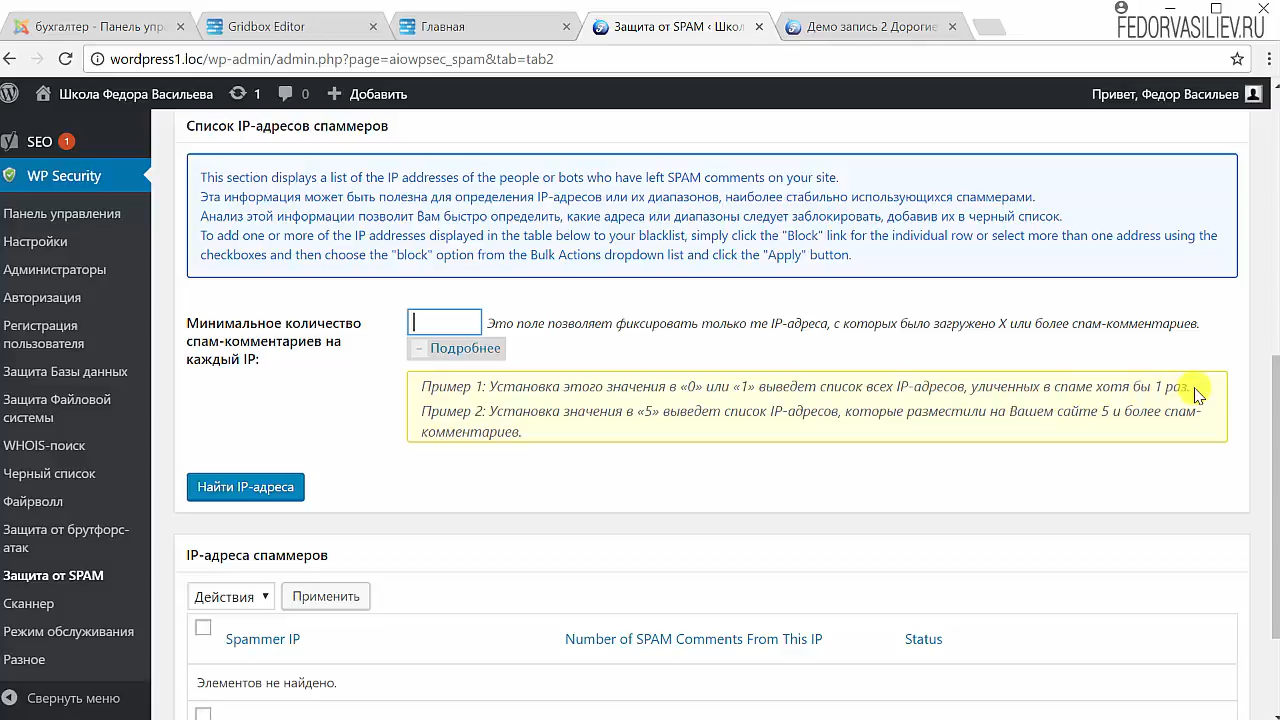 бухгалтер - Панель упр
Gridbox Editor
Главная
Защита от SPAM ‹ Школ
Демо запись 2 Дорогие
FEDORVASILIEV.RU
wordpress1.loc/wp-admin/admin.php?page=aiowpsec_spam&tab=tab2
Школа Федора Васильева
1
0
Добавить
Привет, Федор Васильев
SEO 1
WP Security
Панель управления
Настройки
Администраторы
Авторизация
Регистрация
пользователя
Защита Базы данных
Защита Файловой
системы
WHOIS-поиск
Черный список
Файрволл
Защита от брутфорс-
атак
Защита от SPAM
Сканнер
Режим обслуживания
Разное
Свернуть меню
Список IP-адресов спаммеров
This section displays a list of the IP addresses of the people or bots who have left SPAM comments on your site.
Эта информация может быть полезна для определения IP-адресов или их диапазонов, наиболее стабильно использующихся спаммерами.
Анализ этой информации позволит Вам быстро определить, какие адреса или диапазоны следует заблокировать, добавив их в черный список.
To add one or more of the IP addresses displayed in the table below to your blacklist, simply click the "Block" link for the individual row or select more than one address using the
checkboxes and then choose the "block" option from the Bulk Actions dropdown list and click the "Apply" button.
Минимальное количество
спам-комментариев на
каждый IP:
Это поле позволяет фиксировать только те IP-адреса, с которых было загружено X или более спам-комментариев.
Подробнее
Пример 1: Установка этого значения в «0» или «1» выведет список всех IP-адресов, уличенных в спаме хотя бы 1 раз.
Пример 2: Установка значения в «5» выведет список IP-адресов, которые разместили на Вашем сайте 5 и более спам-
комментариев.
Найти IP-адреса
IP-адреса спаммеров
Действия
Применить
Spammer IP
Number of SPAM Comments From This IP
Status
Элементов не найдено.